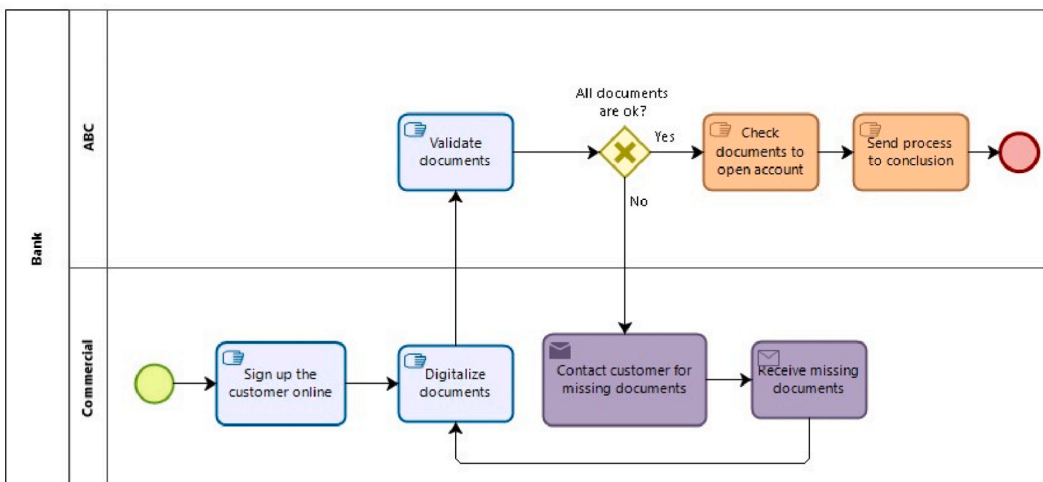 Bank
ABC
Validate
documents
All documents
are ok?
Yes
No
Check
documents to
open account
Send process
to conclusion
Commercial
Sign up the
customer online
Digitalize
documents
Contact customer for
missing documents
Receive missing
documents